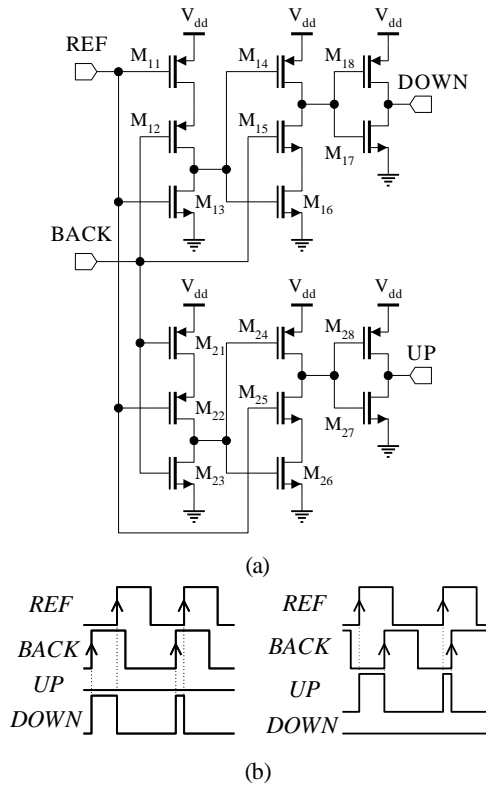 V_dd V_dd V_dd
REF
M_11 M_14 M_18
DOWN
M_12 M_15
M_17
M_13 M_16
BACK
V_dd V_dd V_dd
M_21 M_24 M_28
UP
M_22 M_25
M_27
M_23 M_26
(a)
REF REF
BACK BACK
UP UP
DOWN DOWN
(b)